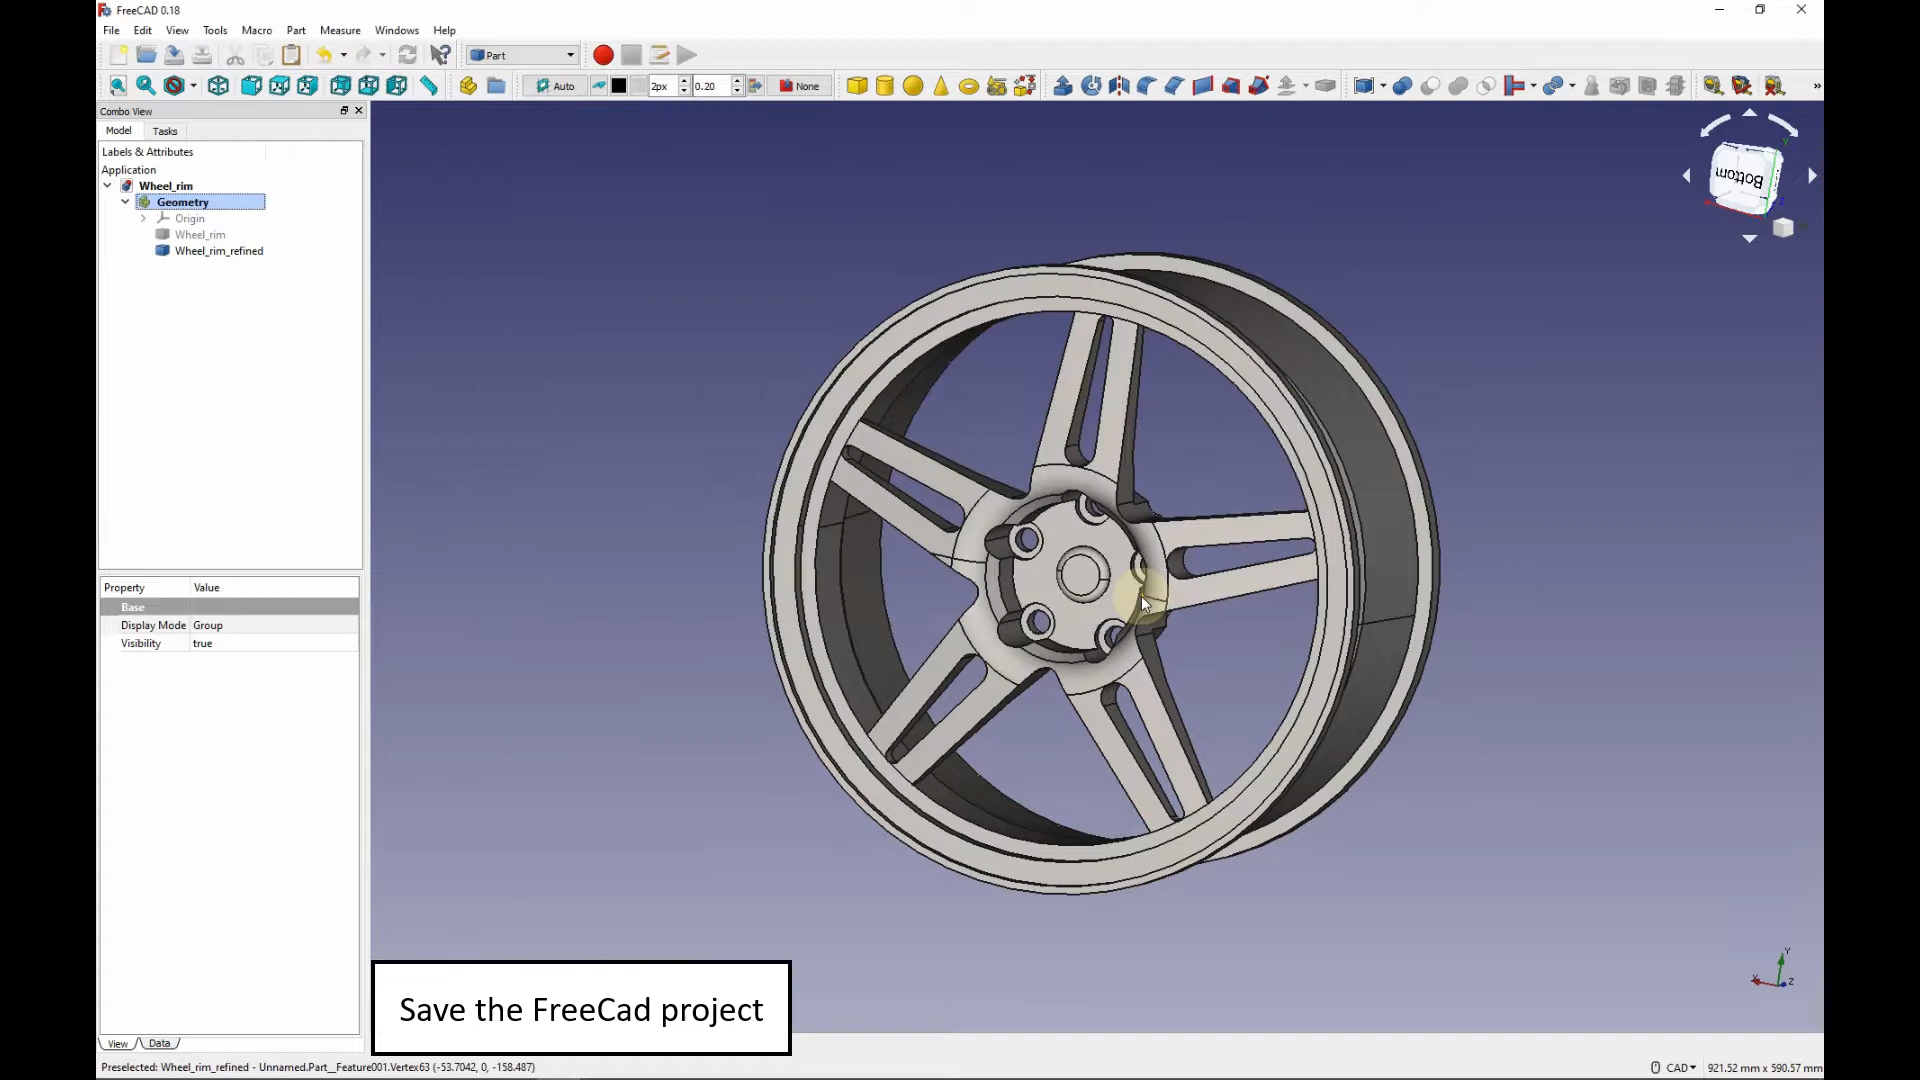 FreeCAD 0.18
File Edit View Tools Macro Part Measure Windows Help
Part
Auto 2px 0.20 None »
Combo View
Model Tasks
Labels & Attributes
Application
Wheel_rim
Geometry
Origin
Wheel_rim
Wheel_rim_refined
Property Value
Base
Display Mode Group
Visibility true
View Data
Bottom
Y
X Z
Save the FreeCad project
Preselected: Wheel_rim_refined - Unnamed.Part__Feature001.Vertex63 (-53.7042, 0, -158.487)
CAD 921.52 mm x 590.57 mm